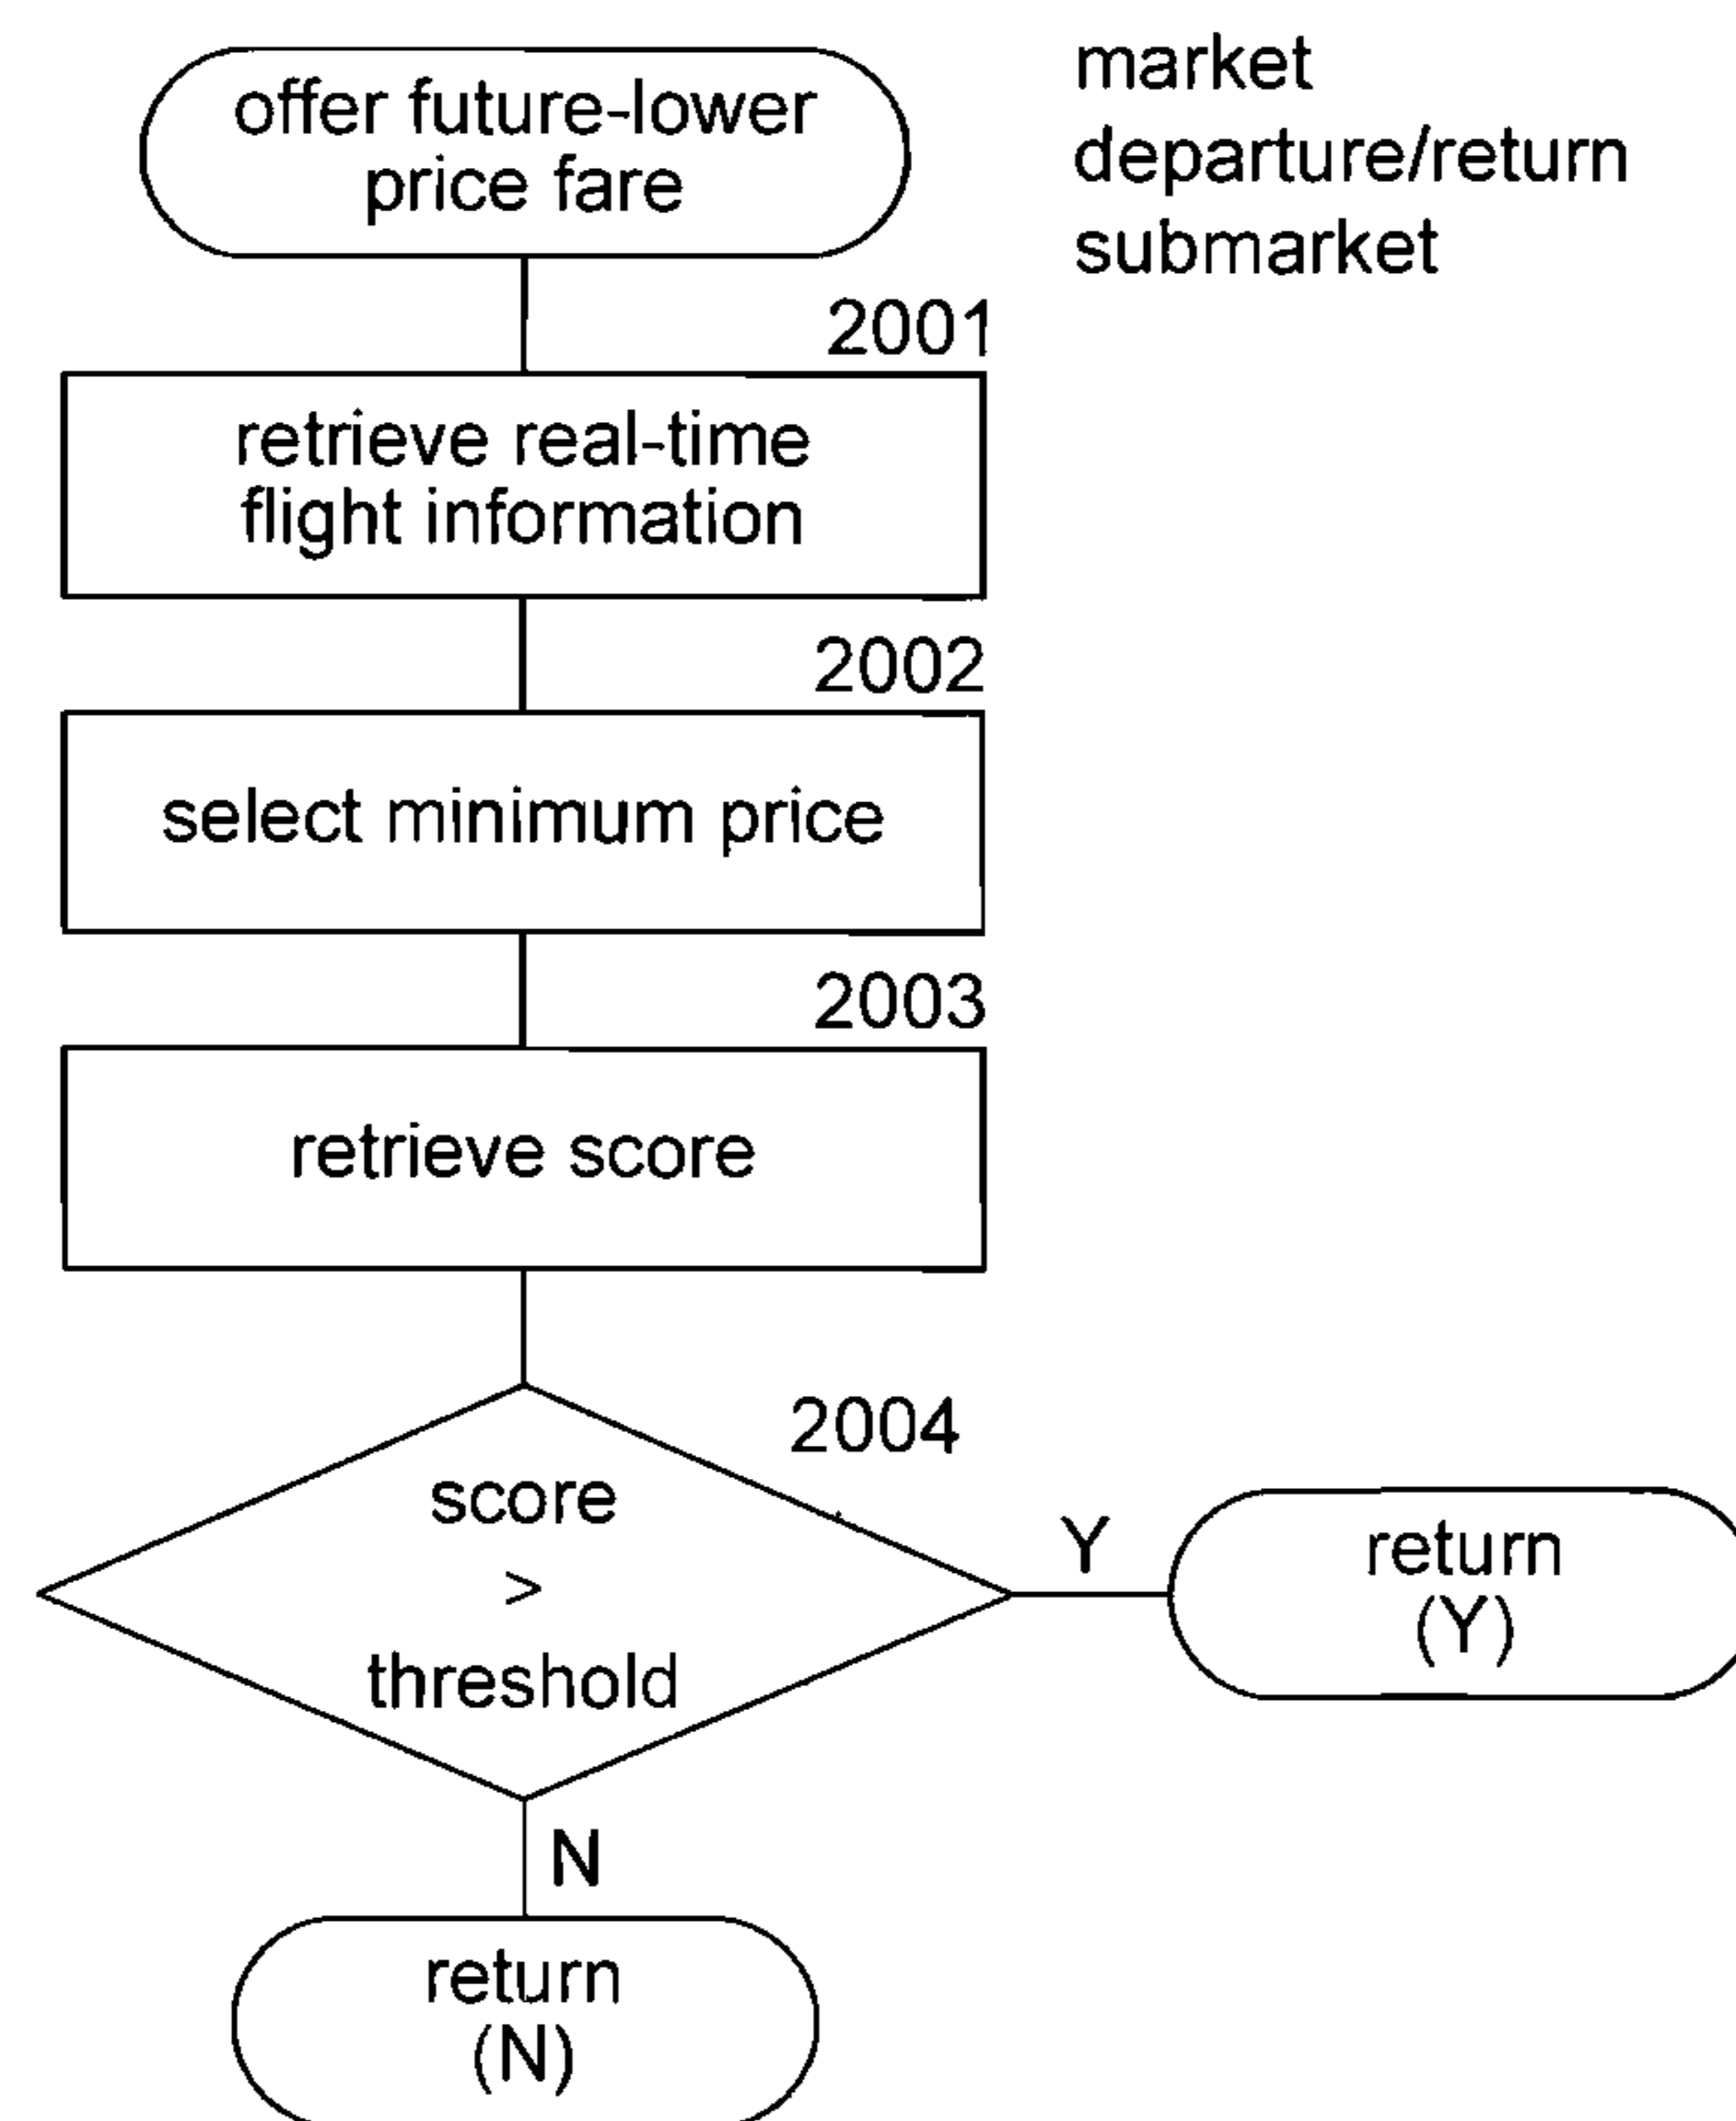 offer future-lower
price fare
market
departure/return
submarket
2001
retrieve real-time
flight information
2002
select minimum price
2003
retrieve score
2004
score
>
threshold
Y
return
(Y)
N
return
(N)